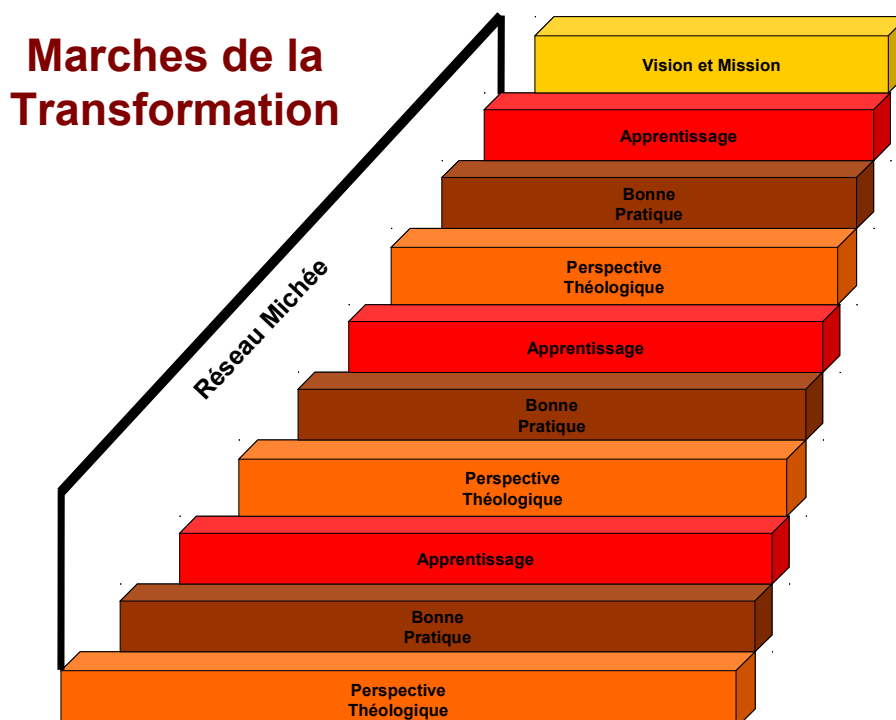 Marches de la
Transformation
Vision et Mission
Apprentissage
Bonne
Pratique
Perspective
Théologique
Réseau Michée
Apprentissage
Bonne
Pratique
Perspective
Théologique
Apprentissage
Bonne
Pratique
Perspective
Théologique